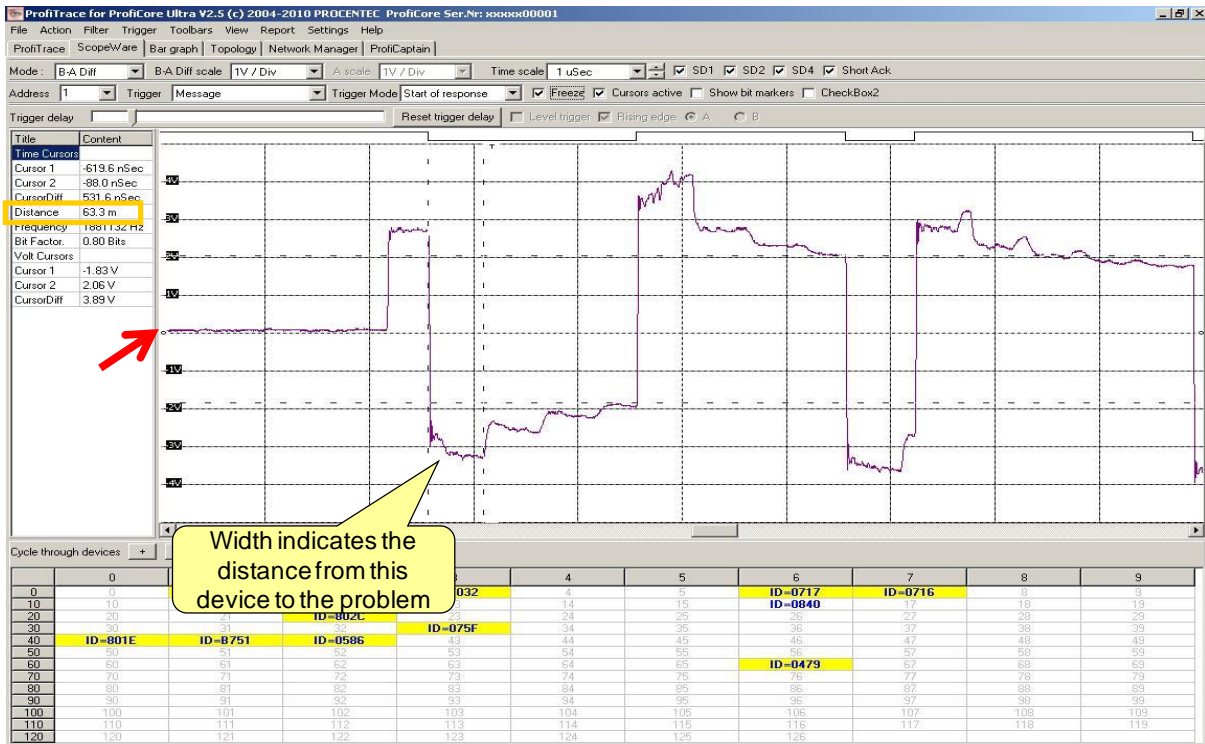 ProfiTrace for ProfiCore Ultra V2.5 (c) 2004-2010 PROCENTEC ProfiCore Ser.Nr: xxxxx00001
File Action Filter Trigger Toolbars View Report Settings Help
ProfiTrace ScopeWare Bar graph Topology Network Manager ProfiCaptain
Mode : B-A Diff B-A Diff scale 1V / Div A scale 1V / Div Time scale 1 uSec SD1 SD2 SD4 Short Ack
Address 1 Trigger Message Trigger Mode Start of response Freeze Cursors active Show bit markers CheckBox2
Trigger delay Reset trigger delay Level trigger Rising edge A B
Title Content
Time Cursors
Cursor 1 -619.6 nSec
Cursor 2 -88.0 nSec
CursorDiff 531.6 nSec
Distance 63.3 m
Frequency 1881132 Hz
Bit Factor. 0.80 Bits
Volt Cursors
Cursor 1 -1.83 V
Cursor 2 2.06 V
CursorDiff 3.89 V
T
4V
3V
2V
1V
0
0
-1V
-2V
-3V
-4V
Width indicates the
distance from this
device to the problem
Cycle through devices +
0 4 5 6 7 8 9
0 0 032 4 5 ID=0717 ID=0716 8 9
10 10 14 15 ID=0840 17 18 19
20 20 21 ID=802C 23 24 25 26 27 28 29
30 30 31 32 ID=075F 34 35 36 37 38 39
40 ID=801E ID=B751 ID=0586 43 44 45 46 47 48 49
50 50 51 52 53 54 55 56 57 58 59
60 60 61 62 63 64 65 ID=0479 67 68 69
70 70 71 72 73 74 75 76 77 78 79
80 80 81 82 83 84 85 86 87 88 89
90 90 91 92 93 94 95 96 97 98 99
100 100 101 102 103 104 105 106 107 108 109
110 110 111 112 113 114 115 116 117 118 119
120 120 121 122 123 124 125 126